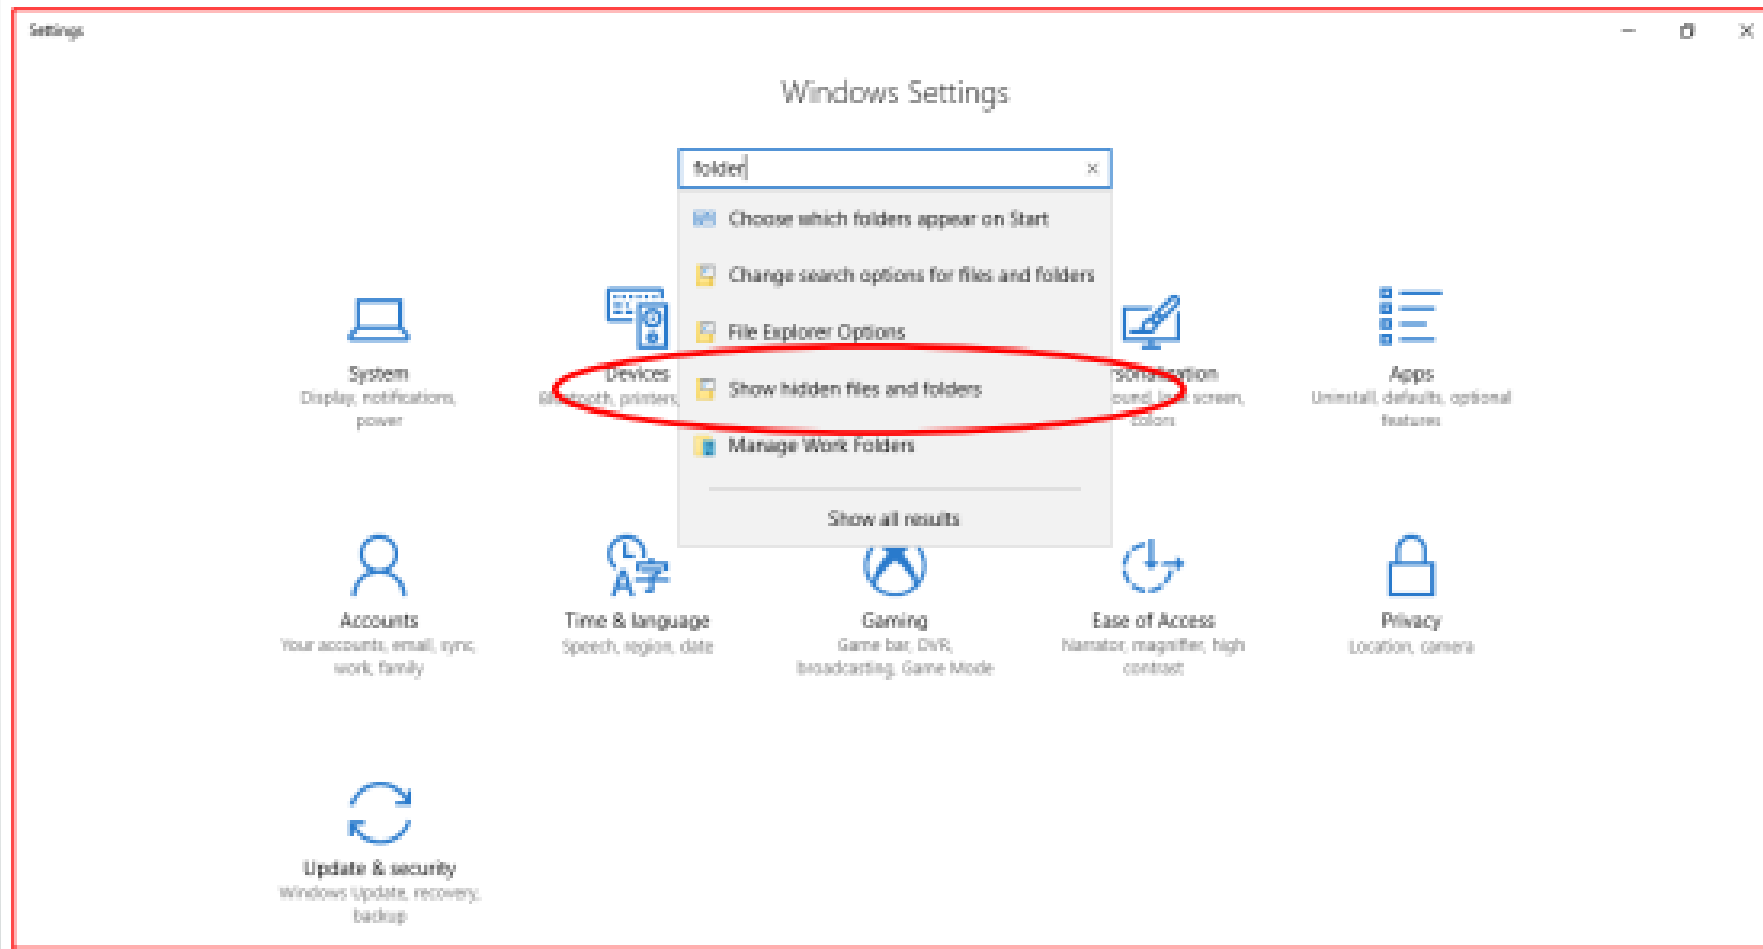 Settings
Windows Settings
folder
Choose which folders appear on Start
Change search options for files and folders
File Explorer Options
Show hidden files and folders
Manage Work Folders
Show all results
System
Display, notifications,
power
Devices
printers,
screen,
colors
Apps
Uninstall, defaults, optional
features
Accounts
Your accounts, email, sync,
work, family
Time & language
Speech, region, date
Gaming
Game bar, DVR,
broadcasting, Game Mode
Ease of Access
Narrator, magnifier, high
contrast
Privacy
Location, camera
Update & security
Windows Update, recovery,
backup